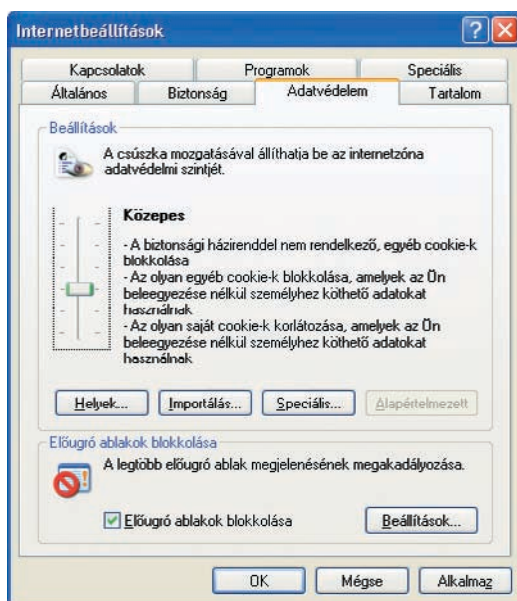 Internetbeállítások
Kapcsolatok Programok Speciális
Általános Biztonság Adatvédelem Tartalom
Beállítások
A csúszka mozgatásával állíthatja be az internetzóna
adatvédelmi szintjét.
Közepes
- A biztonsági házirenddel nem rendelkező, egyéb cookie-k
blokkolása
- Az olyan egyéb cookie-k blokkolása, amelyek az Ön
beleegyezése nélkül személyhez köthető adatokat
használnak
- Az olyan saját cookie-k korlátozása, amelyek az Ön
beleegyezése nélkül személyhez köthető adatokat
használnak
Helyek... Importálás... Speciális... Alapértelmezett
Előugró ablakok blokkolása
A legtöbb előugró ablak megjelenésének megakadályozása.
Előugró ablakok blokkolása Beállítások...
OK Mégse Alkalmaz